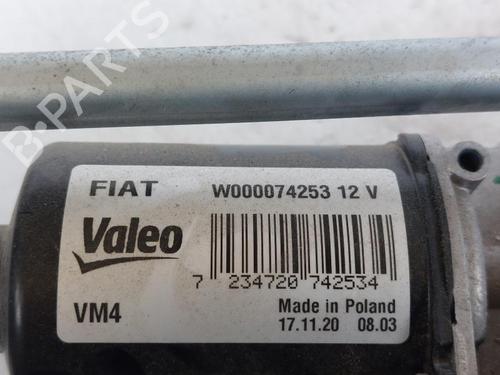 B-PARTS
FIAT W000074253 12 V
Valeo
7 234720 742534
VM4 Made in Poland
17.11.20 08.03